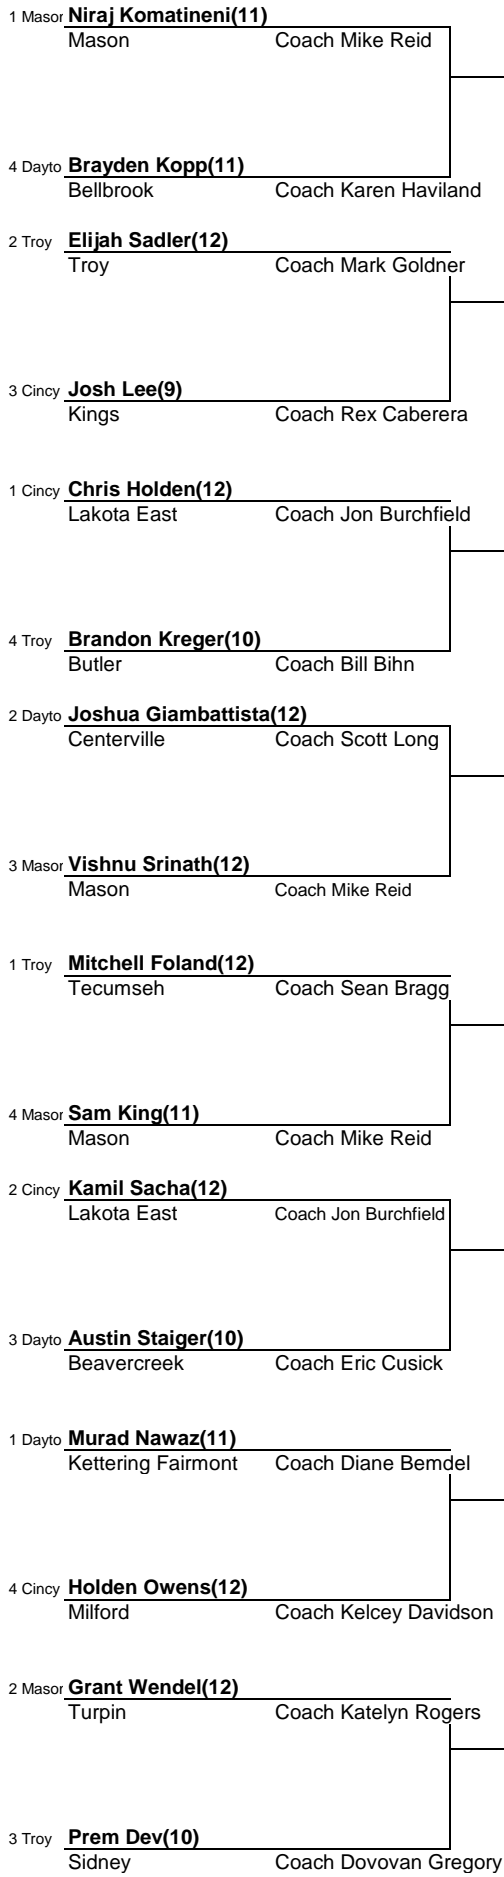 1 Mason Niraj Komatineni(11)
Mason Coach Mike Reid
4 Dayto Brayden Kopp(11)
Bellbrook Coach Karen Haviland
2 Troy Elijah Sadler(12)
Troy Coach Mark Goldner
3 Cincy Josh Lee(9)
Kings Coach Rex Caberera
1 Cincy Chris Holden(12)
Lakota East Coach Jon Burchfield
4 Troy Brandon Kreger(10)
Butler Coach Bill Bihn
2 Dayto Joshua Giambattista(12)
Centerville Coach Scott Long
3 Mason Vishnu Srinath(12)
Mason Coach Mike Reid
1 Troy Mitchell Foland(12)
Tecumseh Coach Sean Bragg
4 Mason Sam King(11)
Mason Coach Mike Reid
2 Cincy Kamil Sacha(12)
Lakota East Coach Jon Burchfield
3 Dayto Austin Staiger(10)
Beavercreek Coach Eric Cusick
1 Dayto Murad Nawaz(11)
Kettering Fairmont Coach Diane Bemdel
4 Cincy Holden Owens(12)
Milford Coach Kelcey Davidson
2 Mason Grant Wendel(12)
Turpin Coach Katelyn Rogers
3 Troy Prem Dev(10)
Sidney Coach Dovovan Gregory